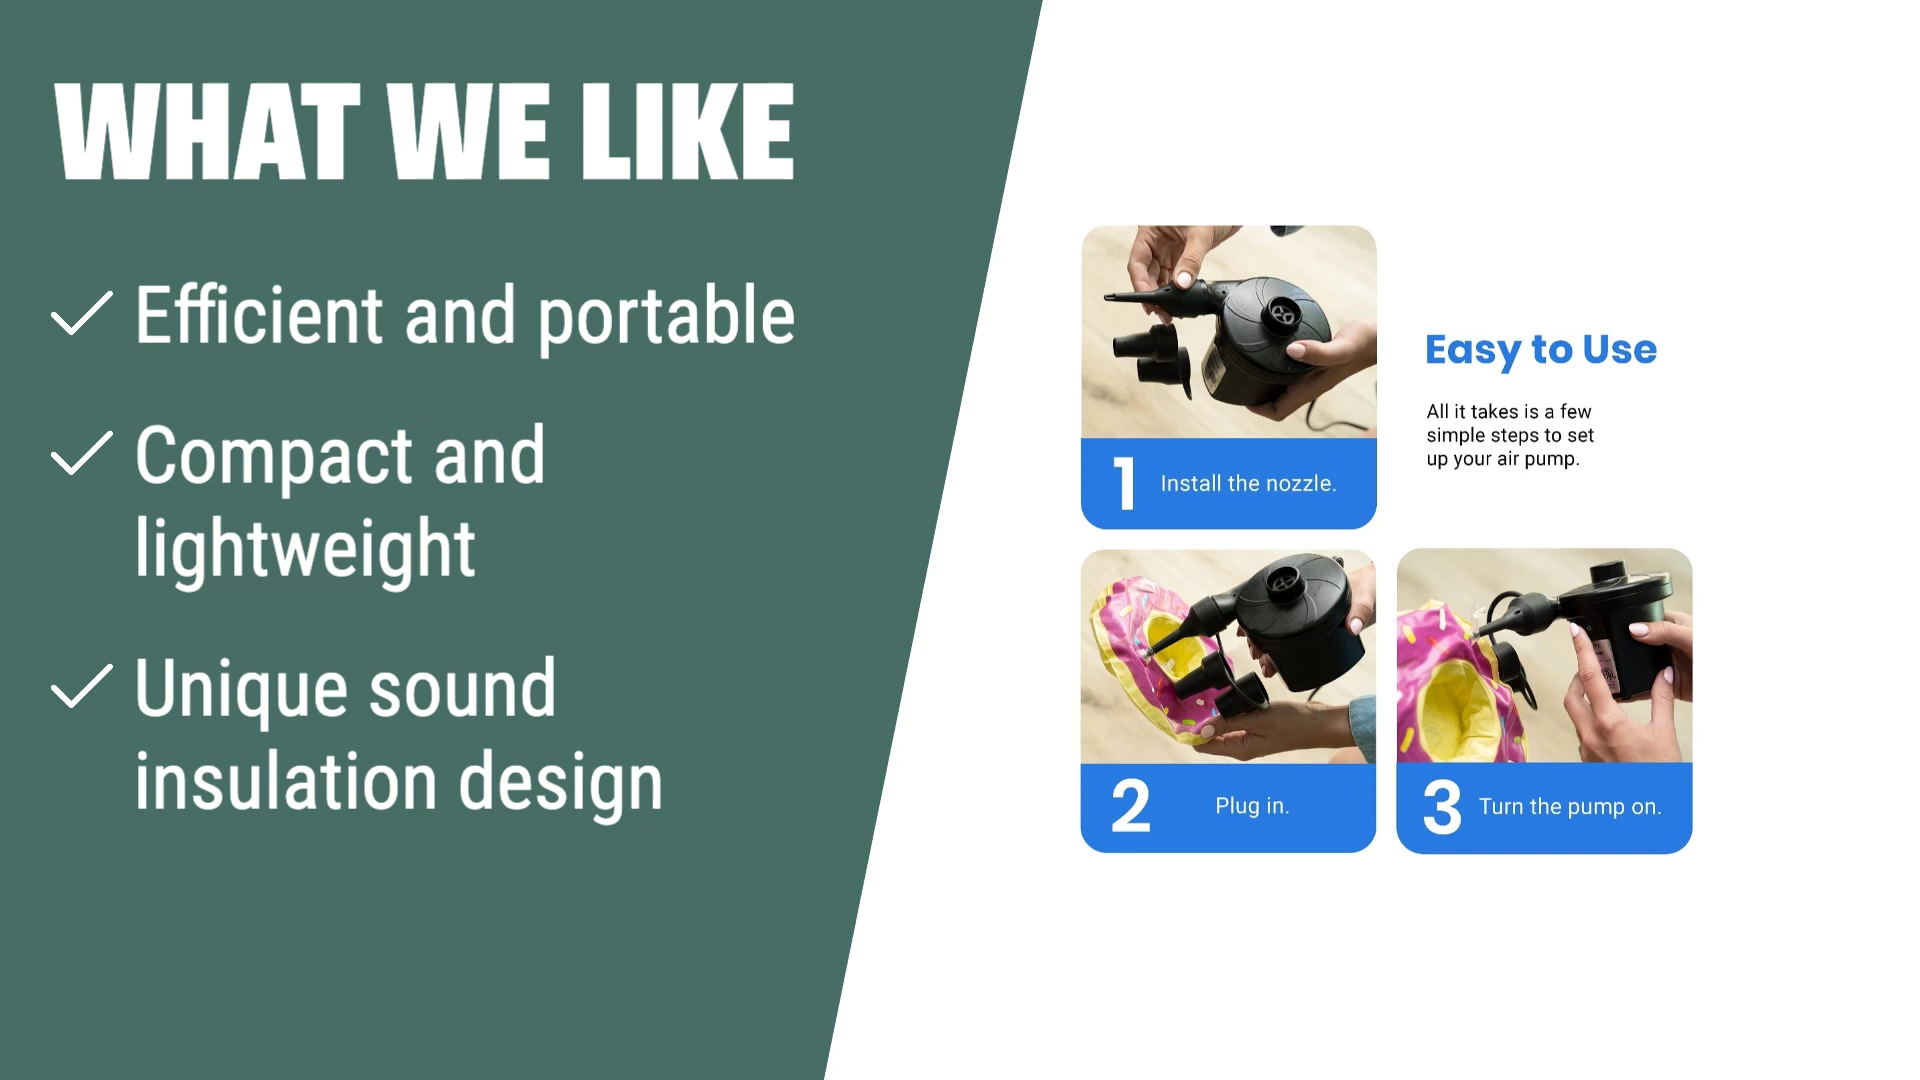 WHAT WE LIKE
Efficient and portable
Compact and
lightweight
Unique sound
insulation design
Easy to Use
All it takes is a few
simple steps to set
up your air pump.
1 Install the nozzle.
2 Plug in.
3 Turn the pump on.